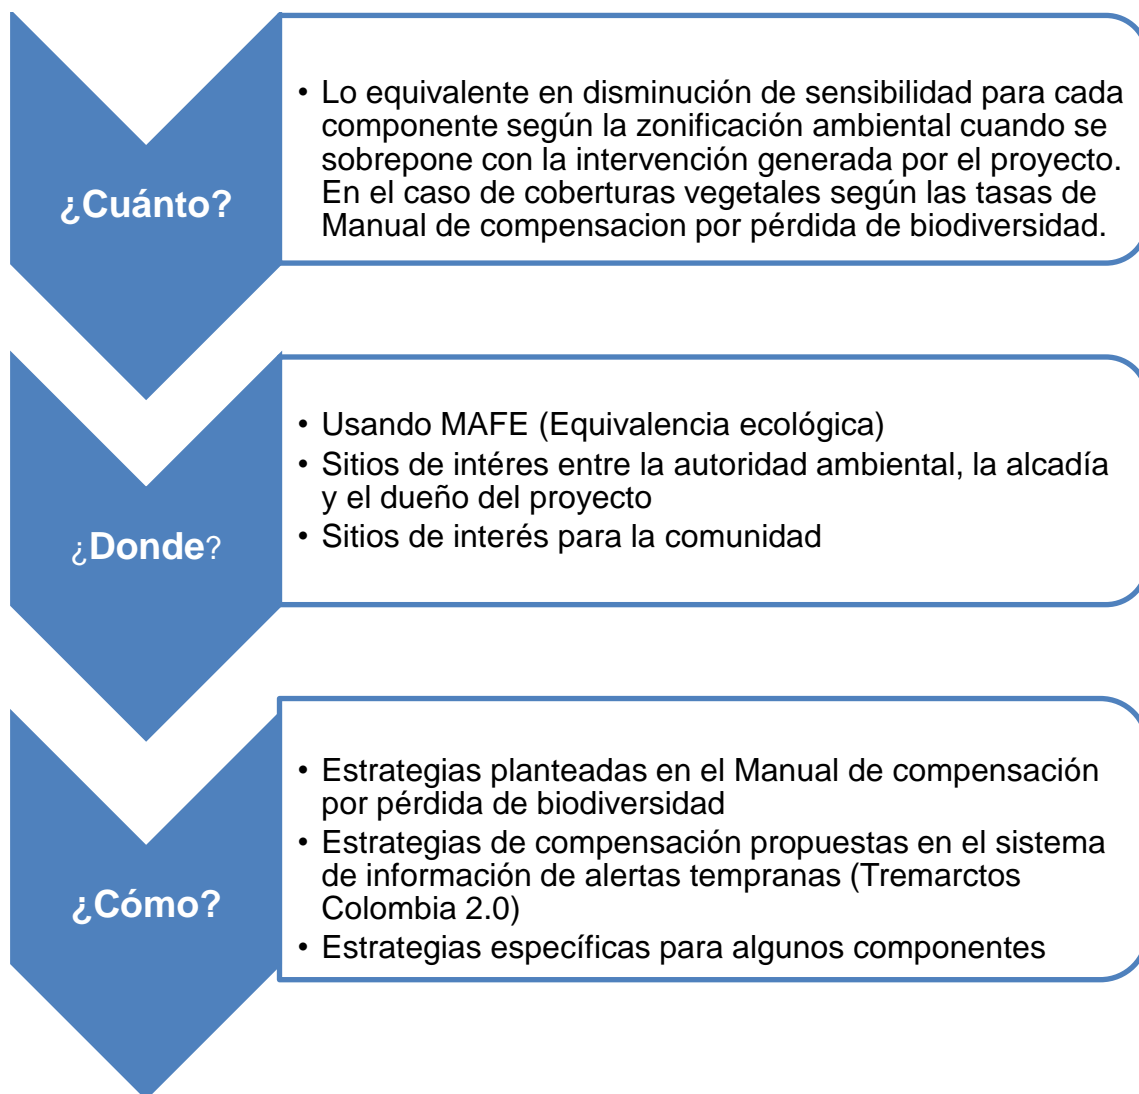 ¿Cuánto?
• Lo equivalente en disminución de sensibilidad para cada
componente según la zonificación ambiental cuando se
sobrepone con la intervención generada por el proyecto.
En el caso de coberturas vegetales según las tasas de
Manual de compensacion por pérdida de biodiversidad.
¿Donde?
• Usando MAFE (Equivalencia ecológica)
• Sitios de intéres entre la autoridad ambiental, la alcadía
y el dueño del proyecto
• Sitios de interés para la comunidad
¿Cómo?
• Estrategias planteadas en el Manual de compensación
por pérdida de biodiversidad
• Estrategias de compensación propuestas en el sistema
de información de alertas tempranas (Tremarctos
Colombia 2.0)
• Estrategias específicas para algunos componentes